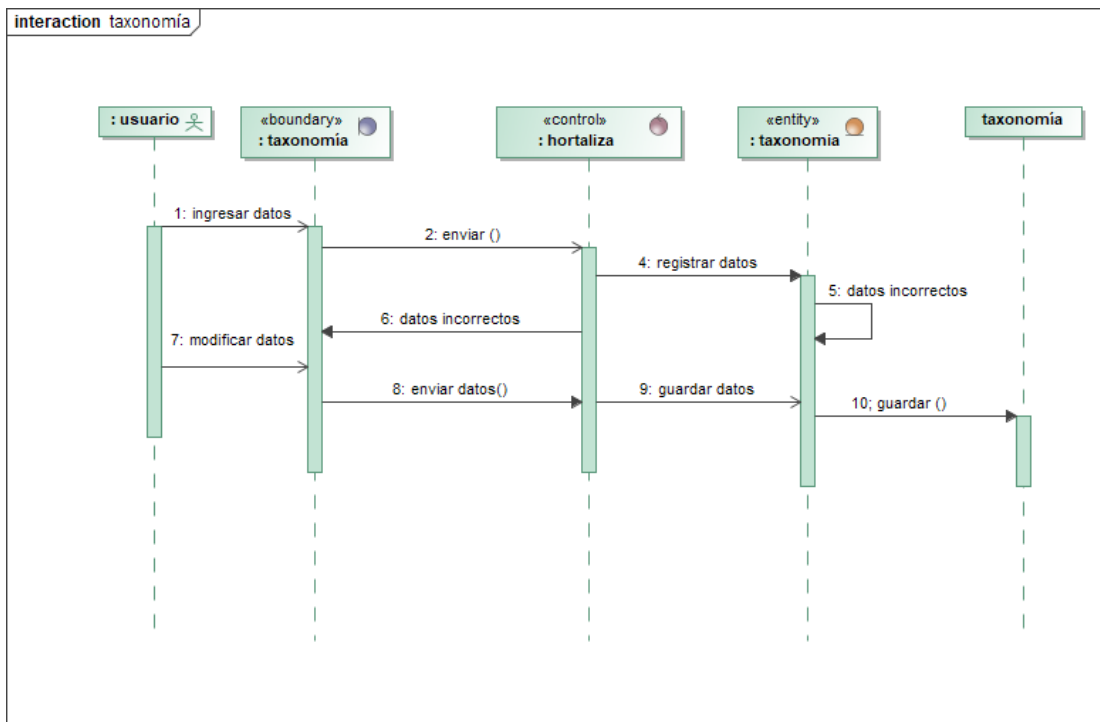 interaction taxonomía
: usuario
«boundary»
: taxonomía
«control»
: hortaliza
«entity»
: taxonomia
taxonomía
1: ingresar datos
2: enviar ()
4: registrar datos
5: datos incorrectos
6: datos incorrectos
7: modificar datos
8: enviar datos()
9: guardar datos
10; guardar ()